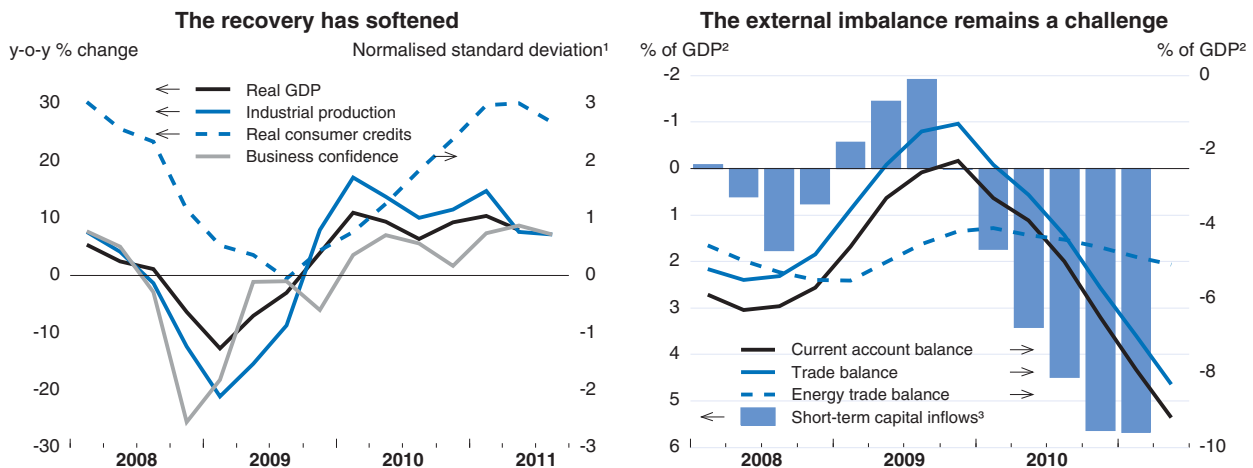 The recovery has softened
y-o-y % change
Normalised standard deviation¹
30
20
10
0
-10
-20
-30
3
2
1
0
-1
-2
-3
Real GDP
Industrial production
Real consumer credits
Business confidence
2008
2009
2010
2011
The external imbalance remains a challenge
% of GDP²
% of GDP²
-2
-1
0
1
2
3
4
5
6
0
-2
-4
-6
-8
-10
Current account balance
Trade balance
Energy trade balance
Short-term capital inflows³
2008
2009
2010